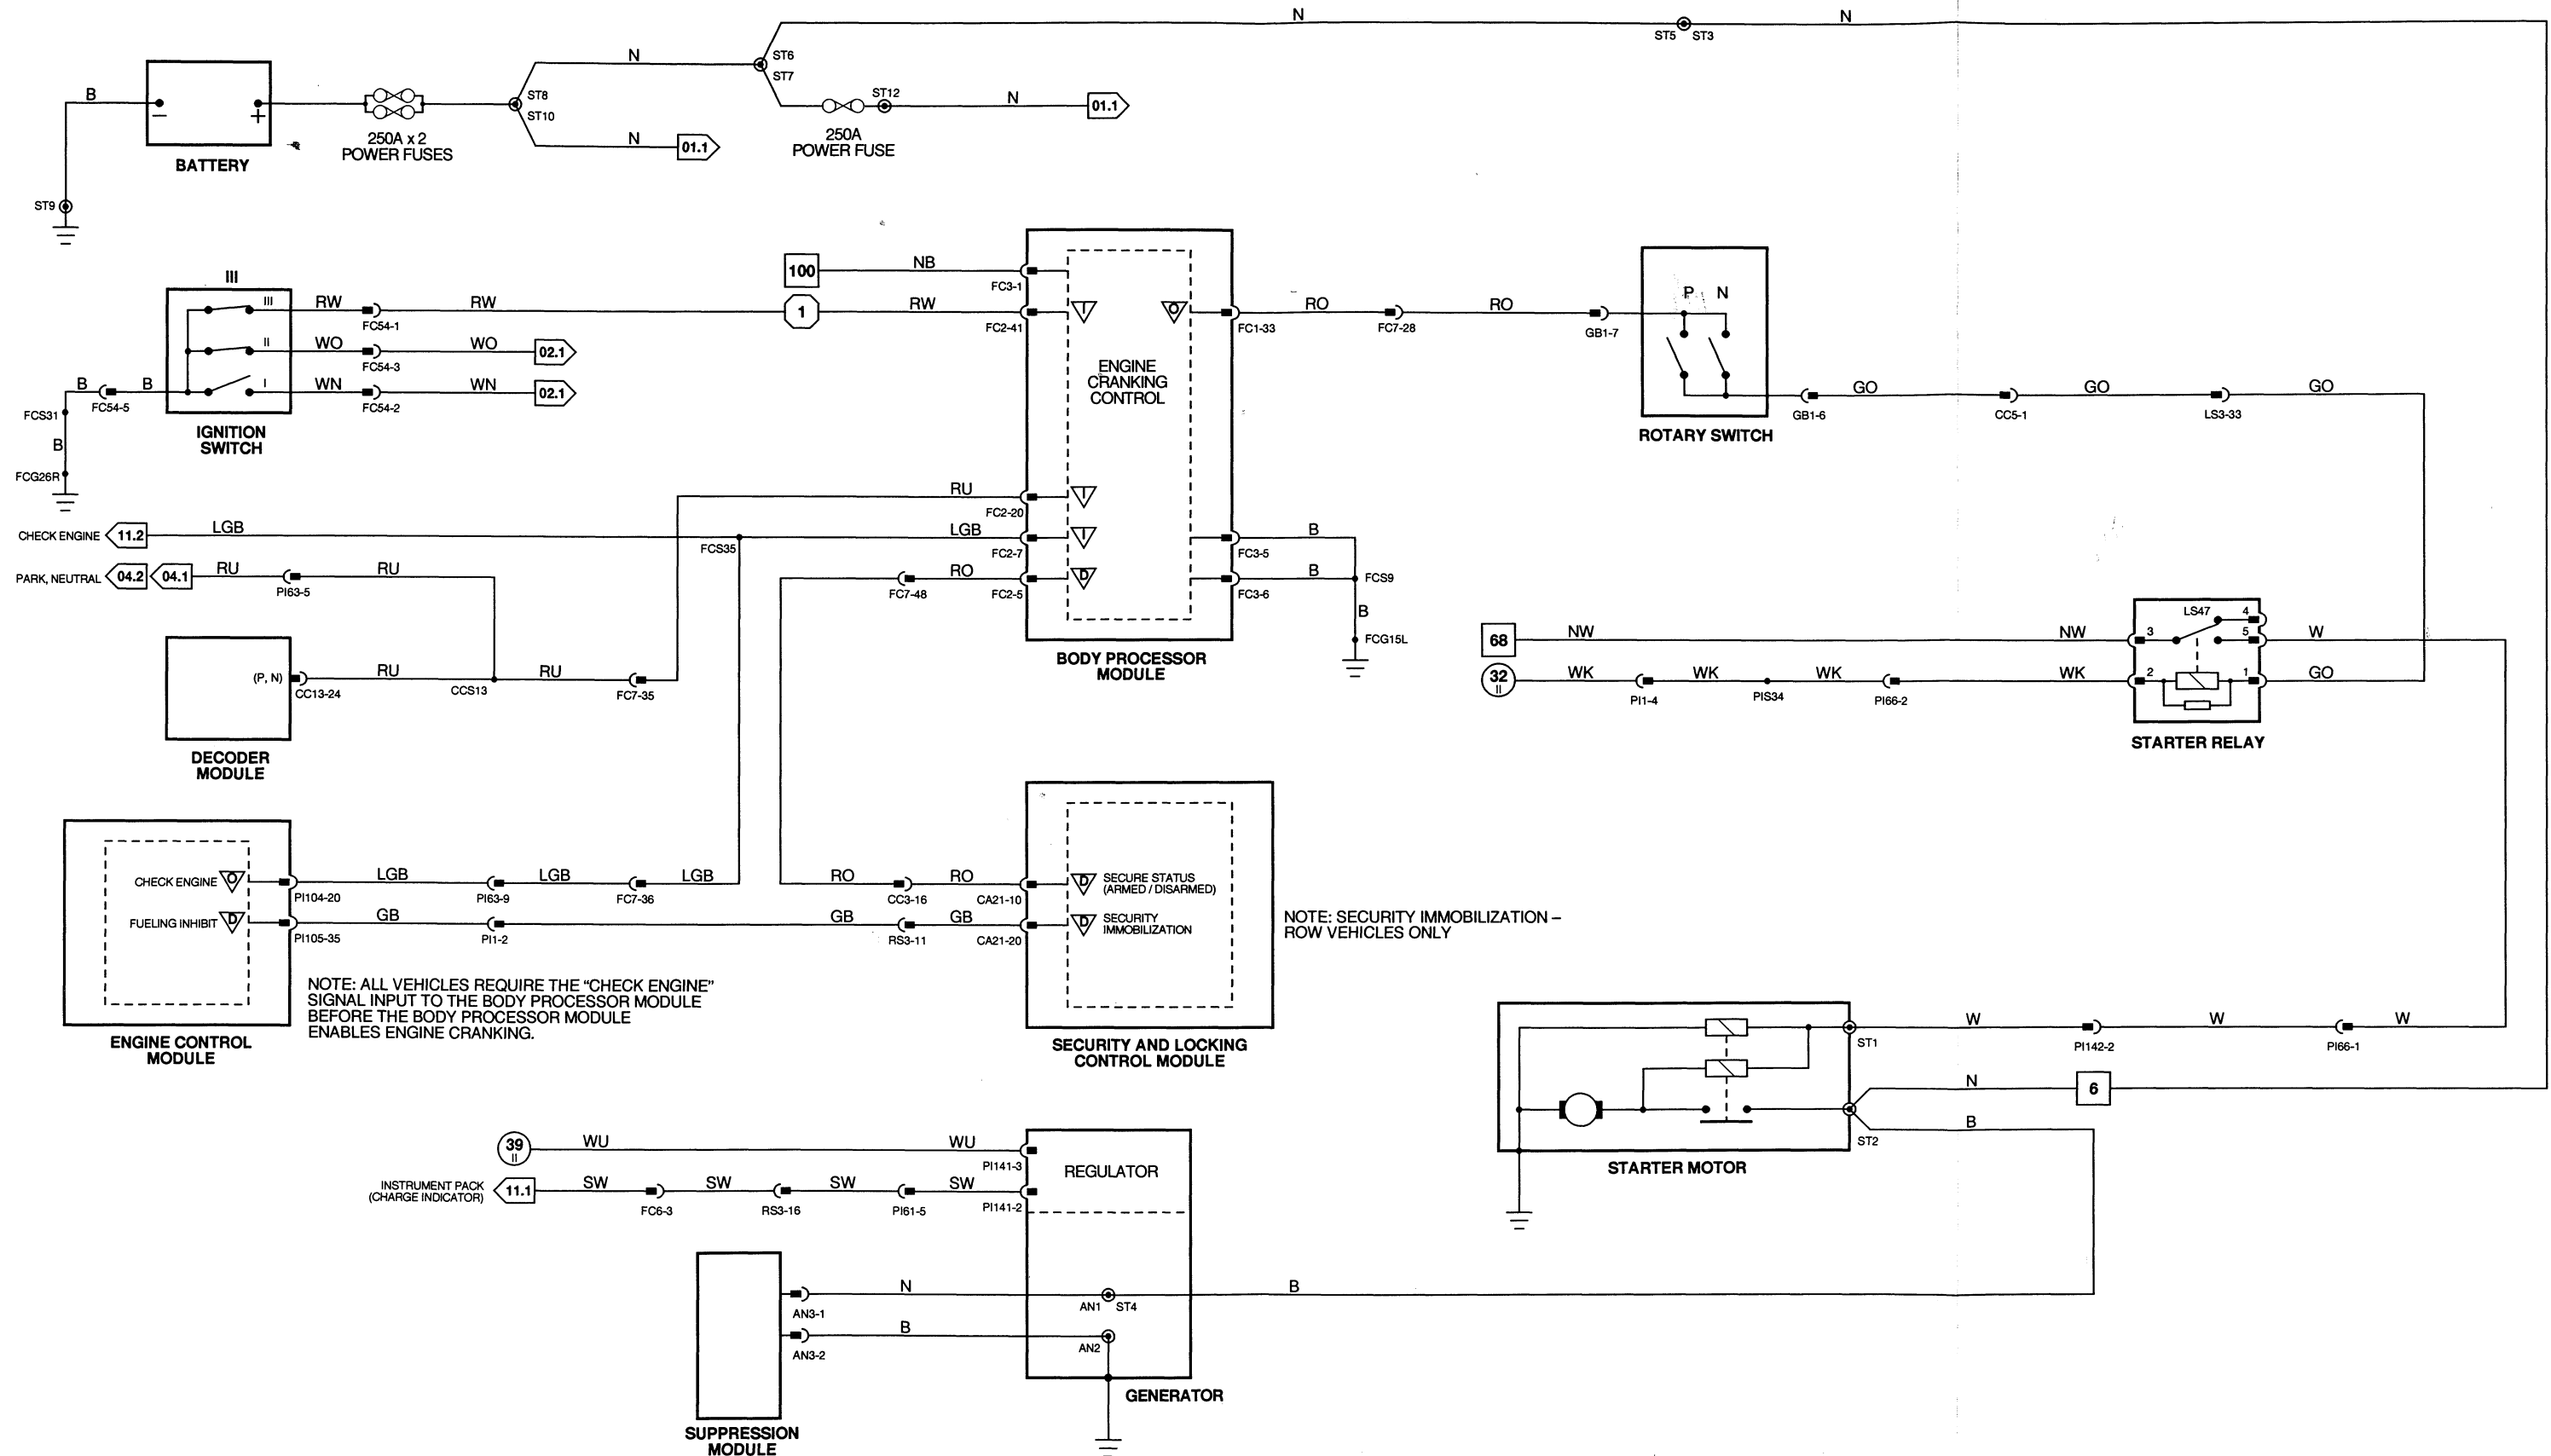 N
N
ST5 ST3
N
ST6
ST7
B
ST8
ST10
ST12
N
01.1
−
+
250A x 2
POWER FUSES
250A
POWER FUSE
N
01.1
BATTERY
ST9
III
100
NB
FC3-1
III
RW
RW
1
RW
FC54-1
FC2-41
I
O
FC1-33
RO
FC7-28
RO
GB1-7
P N
II
WO
WO
02.1
FC54-3
ENGINE
CRANKING
CONTROL
B
B
I
WN
WN
02.1
FC54-5
FC54-2
FCS31
B
FCG26R
IGNITION
SWITCH
GO
GO
GO
GB1-6
CC5-1
LS3-33
ROTARY SWITCH
RU
FC2-20
I
CHECK ENGINE
11.2
LGB
FCS35
LGB
FC2-7
I
B
FC3-5
PARK, NEUTRAL
04.2
04.1
RU
PI63-5
RU
FC7-48
RO
FC2-5
D
B
FC3-6
FCS9
B
FCG15L
BODY PROCESSOR
MODULE
(P, N)
CC13-24
RU
CCS13
RU
FC7-35
DECODER
MODULE
68
NW
NW
3
LS47
4
5
W
32
II
WK
PI1-4
WK
PIS34
WK
PI66-2
WK
2
1
GO
STARTER RELAY
CHECK ENGINE
O
PI104-20
LGB
PI63-9
LGB
FC7-36
LGB
RO
CC3-16
RO
CA21-10
D
SECURE STATUS
(ARMED / DISARMED)
FUELING INHIBIT
D
PI105-35
GB
PI1-2
GB
RS3-11
GB
CA21-20
D
SECURITY
IMMOBILIZATION
NOTE: SECURITY IMMOBILIZATION –
ROW VEHICLES ONLY
NOTE: ALL VEHICLES REQUIRE THE “CHECK ENGINE”
SIGNAL INPUT TO THE BODY PROCESSOR MODULE
BEFORE THE BODY PROCESSOR MODULE
ENABLES ENGINE CRANKING.
ENGINE CONTROL
MODULE
SECURITY AND LOCKING
CONTROL MODULE
ST1
W
PI142-2
W
PI66-1
W
N
6
B
ST2
STARTER MOTOR
39
II
WU
WU
PI141-3
REGULATOR
INSTRUMENT PACK
(CHARGE INDICATOR)
11.1
SW
FC6-3
SW
RS3-16
SW
PI61-5
SW
PI141-2
AN3-1
N
AN1 ST4
B
AN3-2
B
AN2
GENERATOR
SUPPRESSION
MODULE